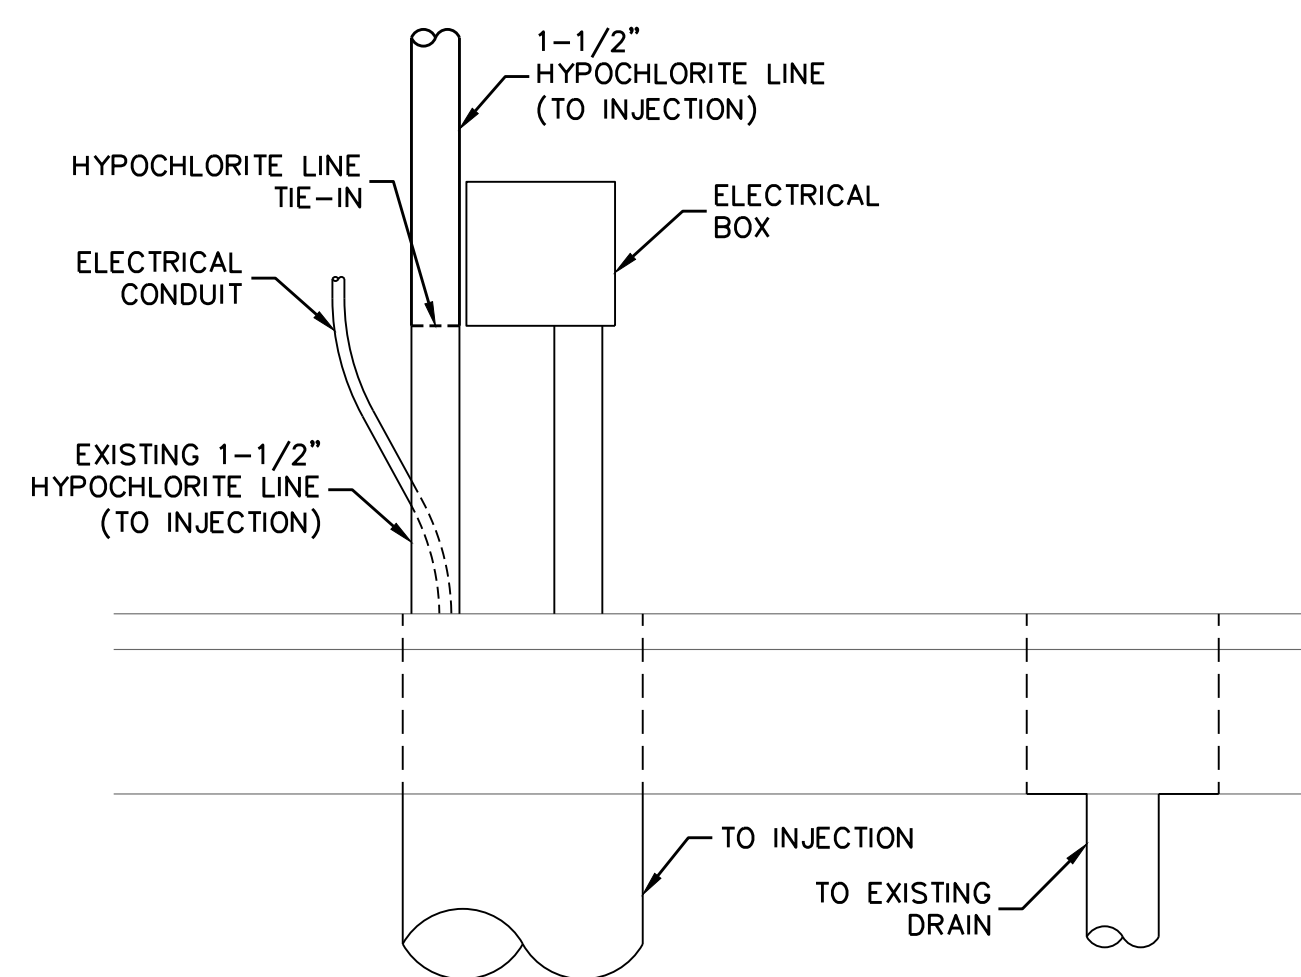 1-1/2"
HYPOCHLORITE LINE
(TO INJECTION)
HYPOCHLORITE LINE
TIE-IN
ELECTRICAL
BOX
ELECTRICAL
CONDUIT
EXISTING 1-1/2"
HYPOCHLORITE LINE
(TO INJECTION)
TO INJECTION
TO EXISTING
DRAIN